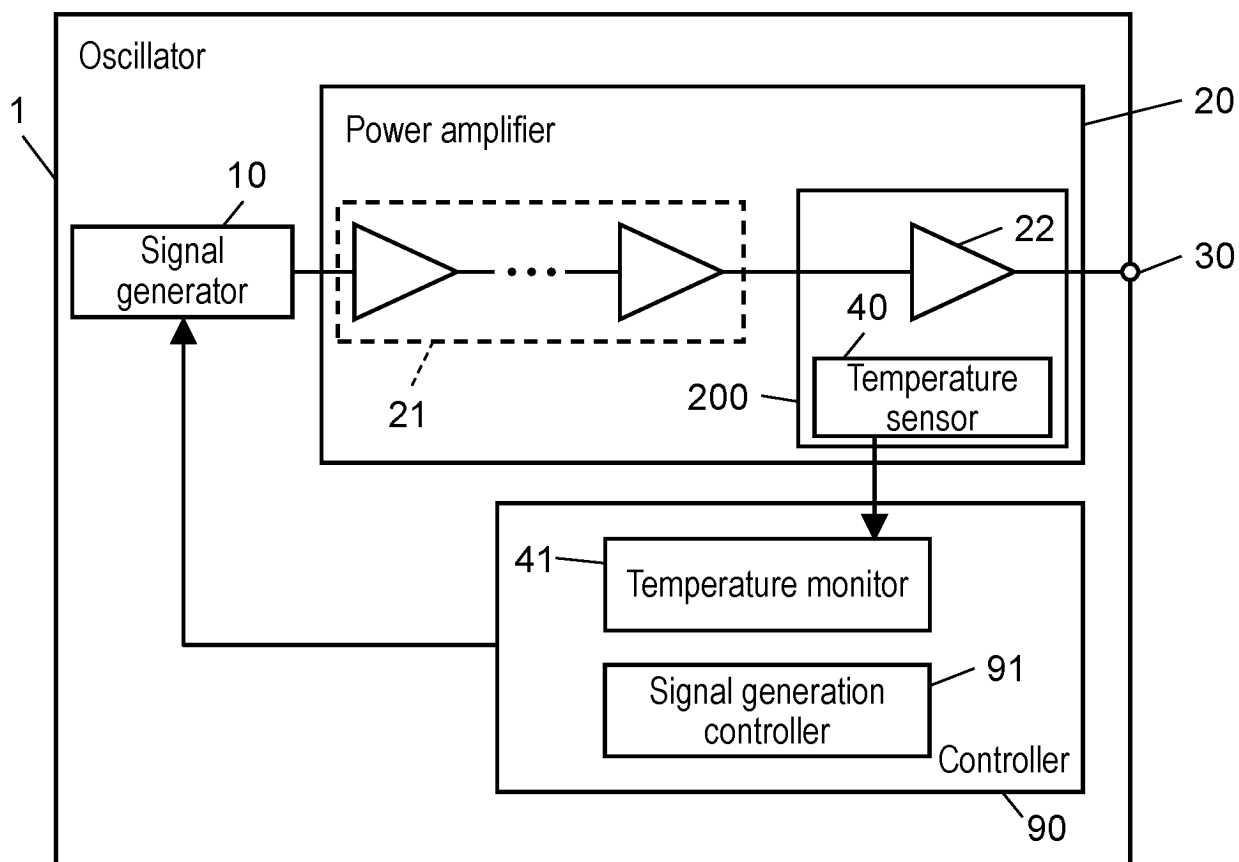 Oscillator
1
20
Power amplifier
10
Signal
generator
22
30
40
21
200
Temperature
sensor
41
Temperature monitor
Signal generation
controller
91
Controller
90